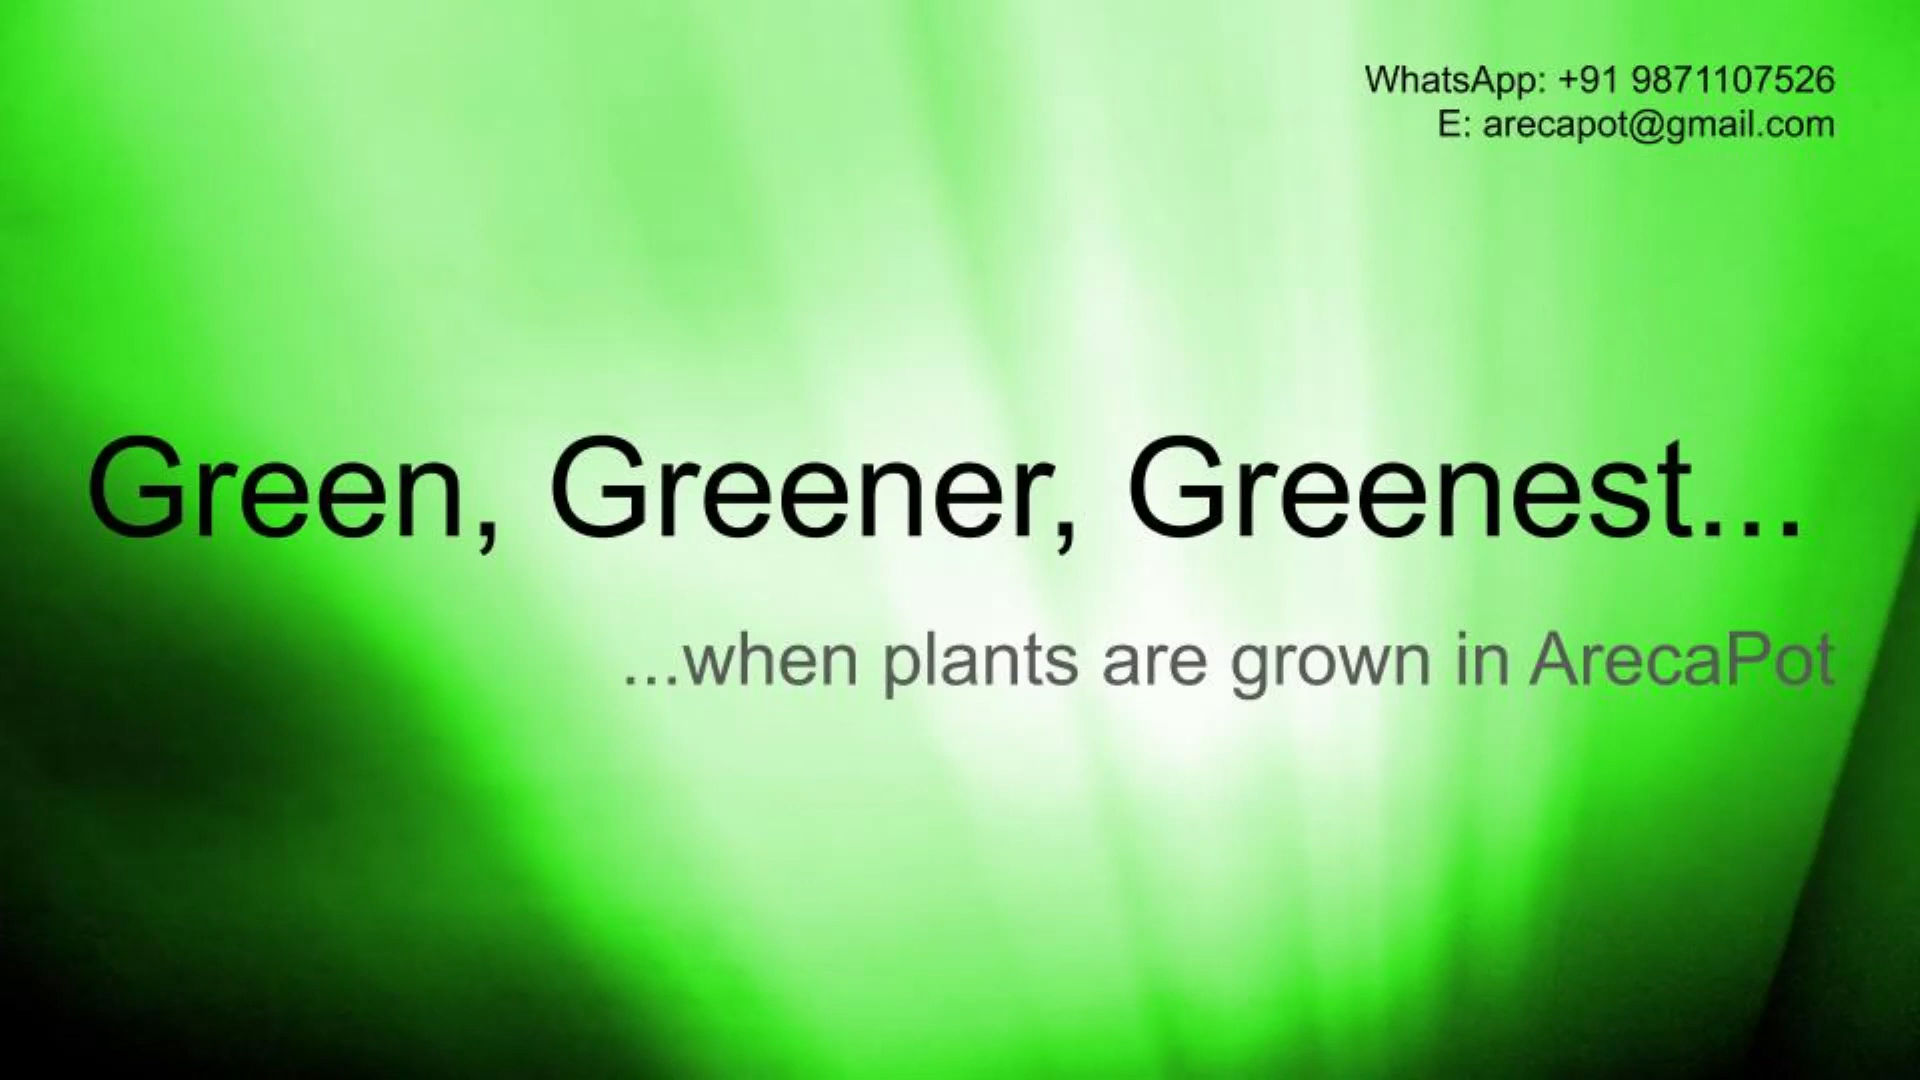 WhatsApp: +91 9871107526
E: arecapot@gmail.com
Green, Greener, Greenest...
...when plants are grown in ArecaPot